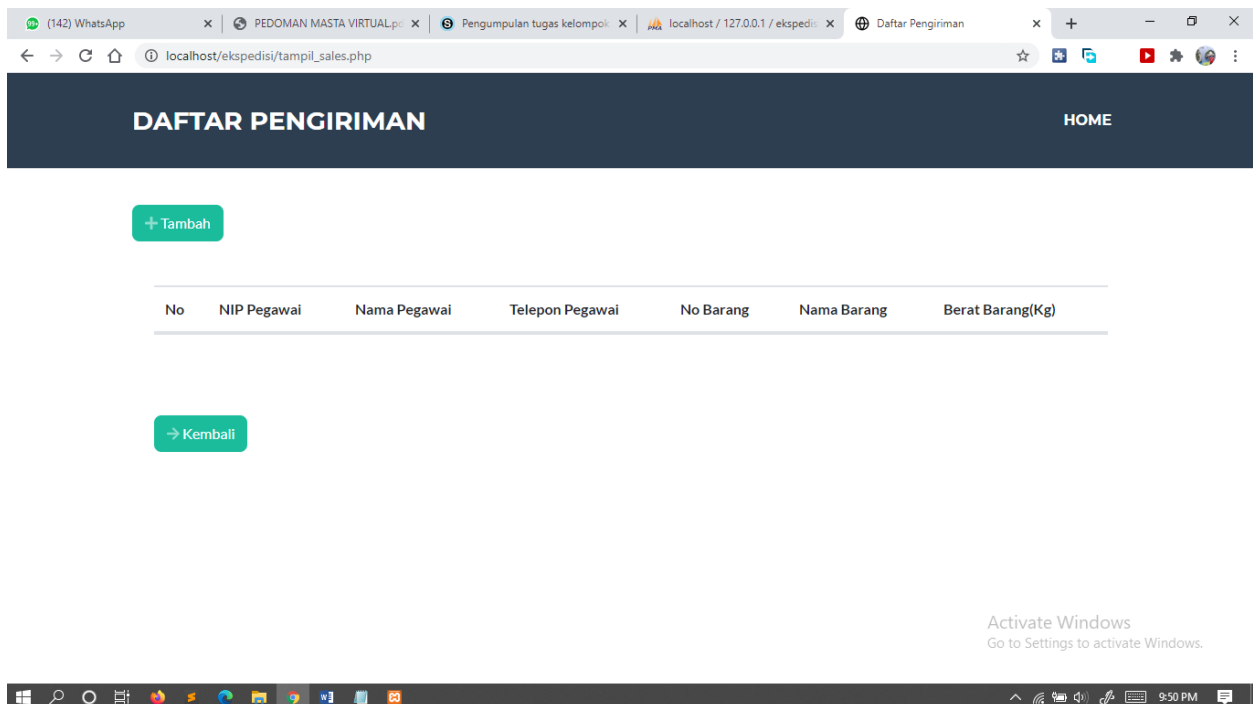 (142) WhatsApp
PEDOMAN MASTA VIRTUAL.pd
Pengumpulan tugas kelompok
localhost / 127.0.0.1 / ekspedis
Daftar Pengiriman
localhost/ekspedisi/tampil_sales.php
DAFTAR PENGIRIMAN
HOME
Tambah
No NIP Pegawai Nama Pegawai Telepon Pegawai No Barang Nama Barang Berat Barang(Kg)
Kembali
Activate Windows
Go to Settings to activate Windows.
9:50 PM